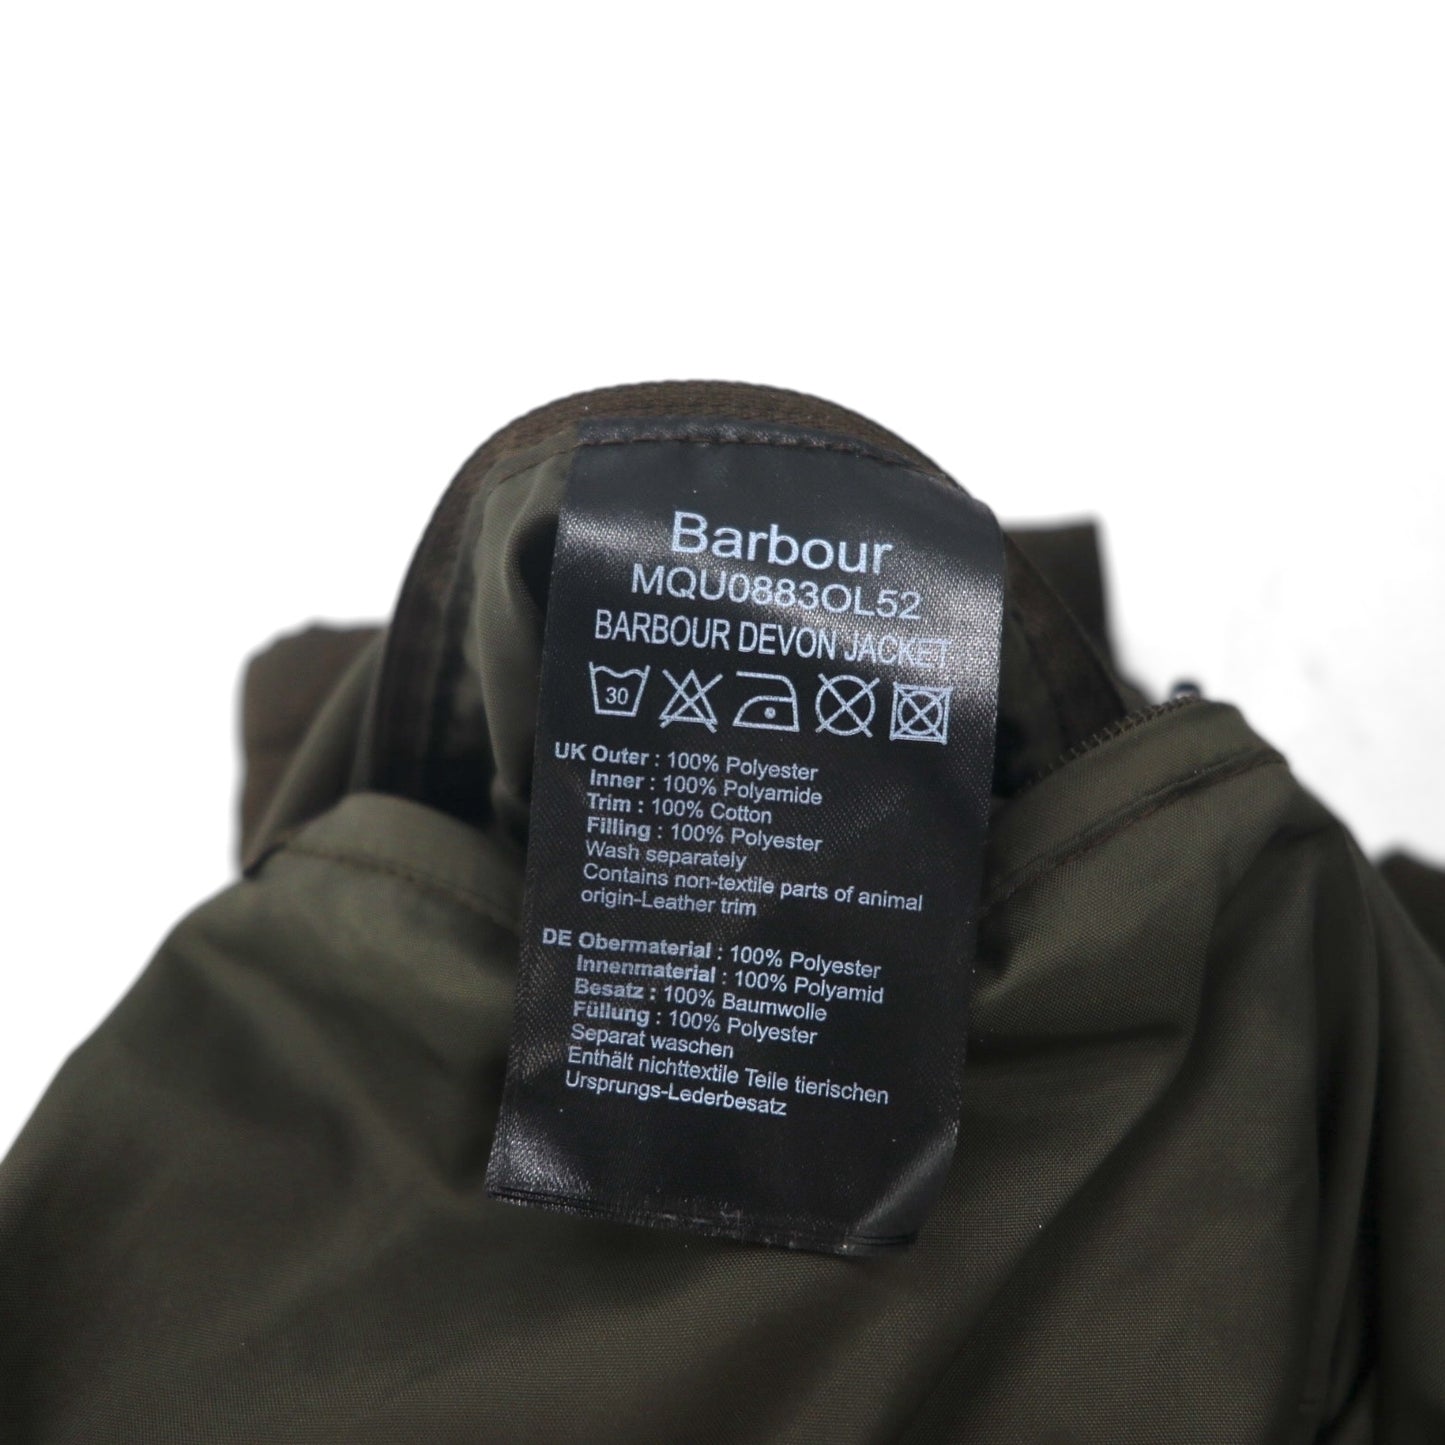 Barbour
MQU0883OL52
BARBOUR DEVON JACKET
30
UK Outer : 100% Polyester
Inner : 100% Polyamide
Trim : 100% Cotton
Filling : 100% Polyester
Wash separately
Contains non-textile parts of animal
origin-Leather trim
DE Obermaterial : 100% Polyester
Innenmaterial : 100% Polyamid
Besatz : 100% Baumwolle
Füllung : 100% Polyester
Separat waschen
Enthält nichttextile Teile tierischen
Ursprungs-Lederbesatz